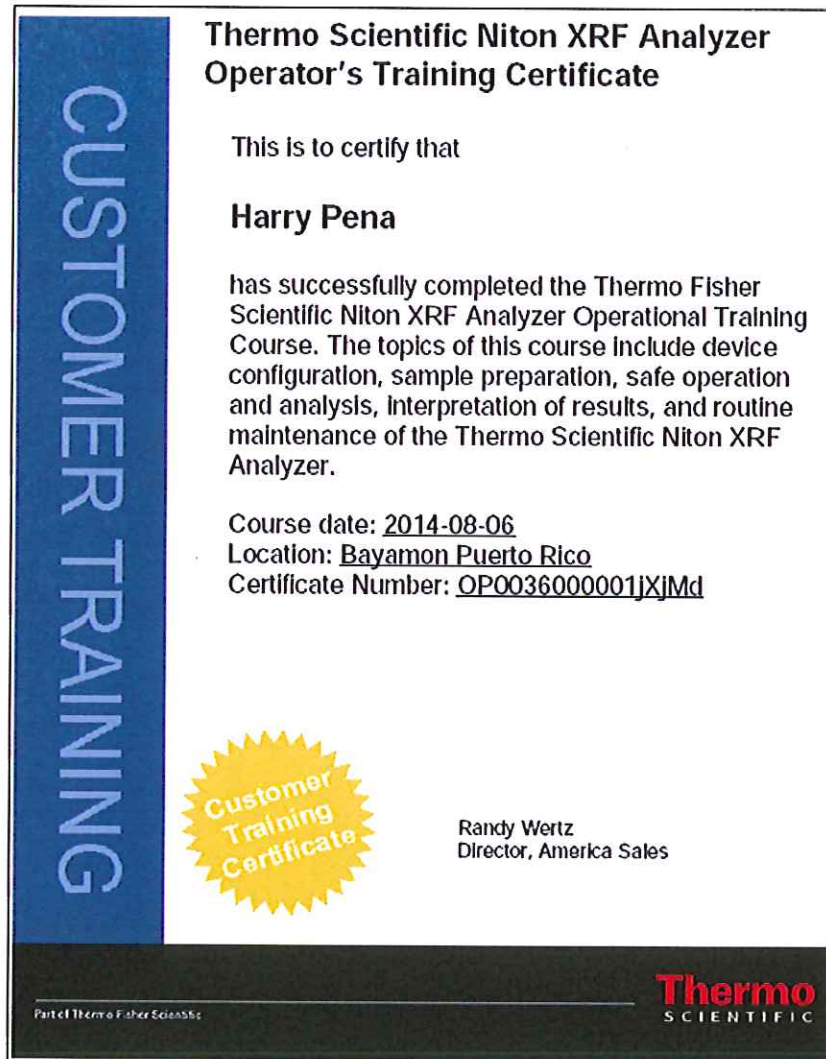 CUSTOMER TRAINING
Thermo Scientific Niton XRF Analyzer
Operator's Training Certificate
This is to certify that
Harry Pena
has successfully completed the Thermo Fisher
Scientific Niton XRF Analyzer Operational Training
Course. The topics of this course include device
configuration, sample preparation, safe operation
and analysis, interpretation of results, and routine
maintenance of the Thermo Scientific Niton XRF
Analyzer.
Course date: 2014-08-06
Location: Bayamon Puerto Rico
Certificate Number: OP0036000001jXjMd
Customer
Training
Certificate
Randy Wertz
Director, America Sales
Part of Thermo Fisher Scientific
Thermo
SCIENTIFIC